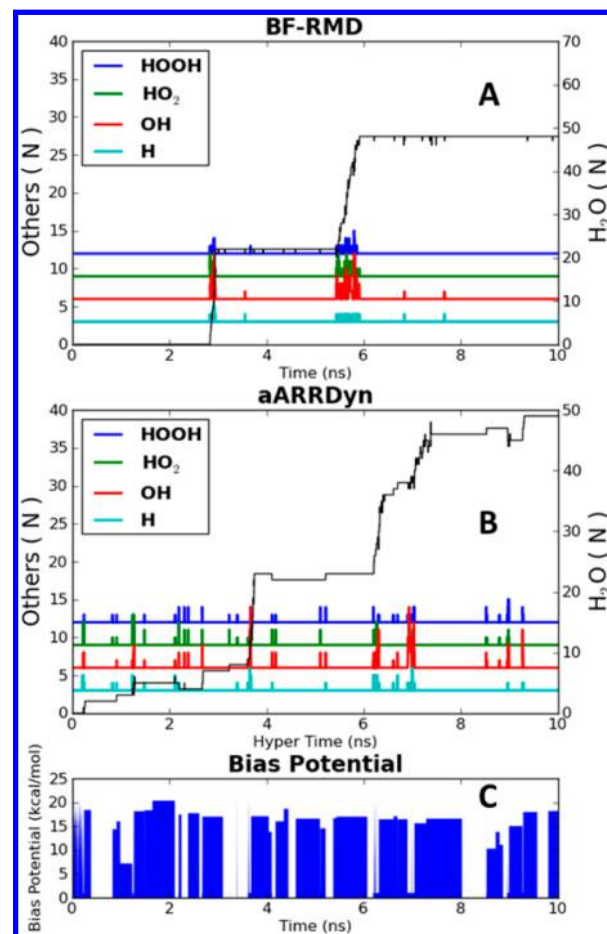 BF-RMD
40
35
30
25
20
15
10
5
0
Others ( N )
HOOH
HO₂
OH
H
A
70
60
50
40
30
20
10
0
H₂O ( N )
0 2 4 6 8 10
Time (ns)
aARRDyn
40
35
30
25
20
15
10
5
0
Others ( N )
HOOH
HO₂
OH
H
B
50
40
30
20
10
0
H₂O ( N )
0 2 4 6 8 10
Hyper Time (ns)
Bias Potential
25
20
15
10
5
0
Bias Potential (kcal/mol)
C
0 2 4 6 8 10
Time (ns)